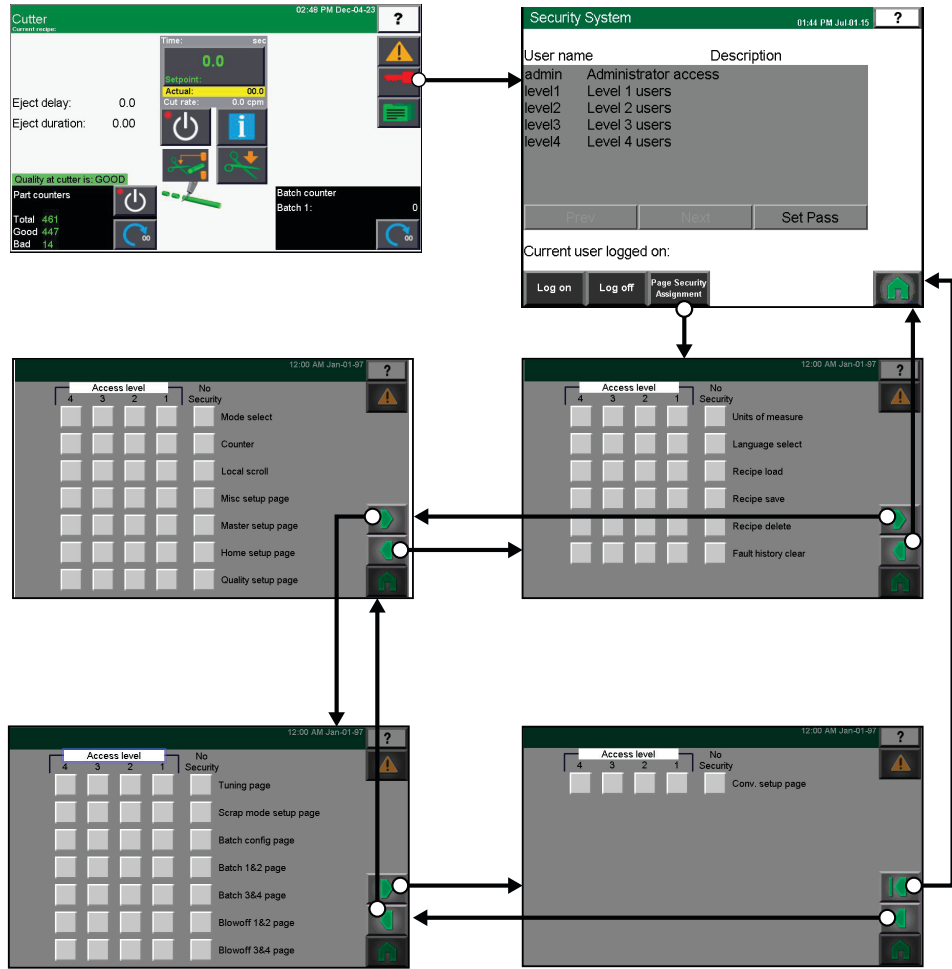 Cutter
02:48 PM Dec-04-23
?
Current recipe:
Time: sec
0.0
Setpoint:
Actual: 00.0
Cut rate: 0.0 cpm
Eject delay: 0.0
Eject duration: 0.00
i
Quality at cutter is: GOOD
Part counters
Total 461
Good 447
Bad 14
00
Batch counter
Batch 1: 0
00
Security System
01:44 PM Jul-01-15
?
User name Description
admin Administrator access
level1 Level 1 users
level2 Level 2 users
level3 Level 3 users
level4 Level 4 users
Prev Next Set Pass
Current user logged on:
Log on Log off Page Security
Assignment
12:00 AM Jan-01-97
?
Access level No
4 3 2 1 Security
Mode select
Counter
Local scroll
Misc setup page
Master setup page
Home setup page
Quality setup page
12:00 AM Jan-01-97
?
Access level No
4 3 2 1 Security
Units of measure
Language select
Recipe load
Recipe save
Recipe delete
Fault history clear
12:00 AM Jan-01-97
?
Access level No
4 3 2 1 Security
Tuning page
Scrap mode setup page
Batch config page
Batch 1&2 page
Batch 3&4 page
Blowoff 1&2 page
Blowoff 3&4 page
12:00 AM Jan-01-97
?
Access level No
4 3 2 1 Security
Conv. setup page